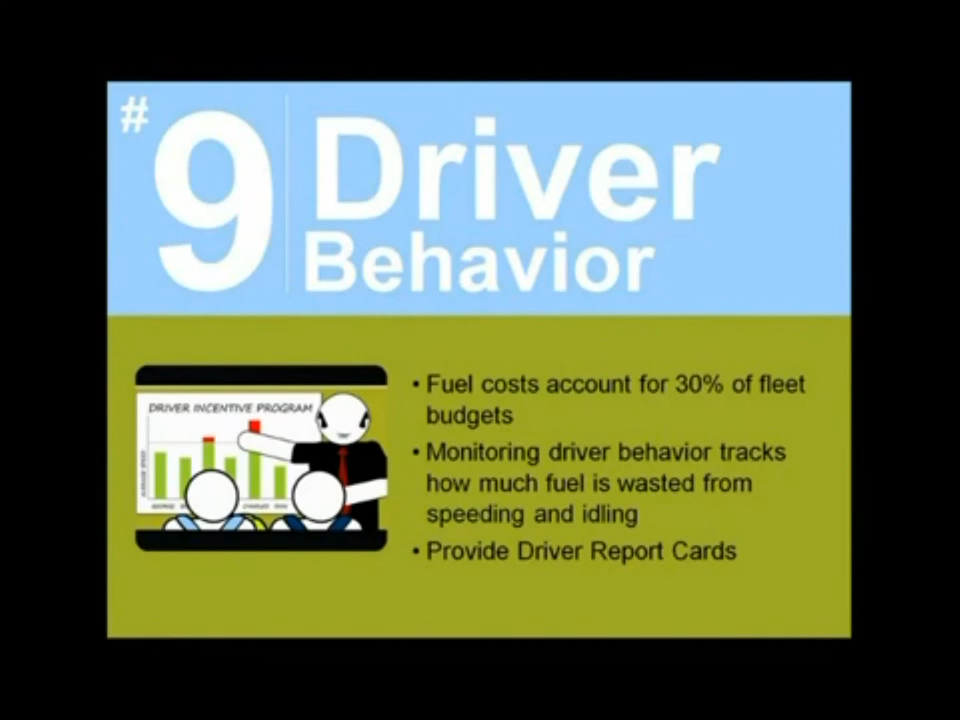 #
9
Driver
Behavior
DRIVER INCENTIVE PROGRAM
• Fuel costs account for 30% of fleet
budgets
• Monitoring driver behavior tracks
how much fuel is wasted from
speeding and idling
• Provide Driver Report Cards